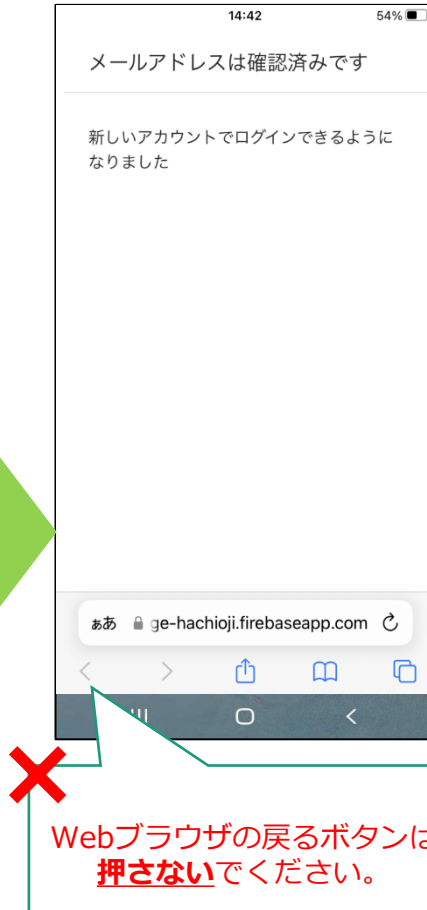 14:42 54%
メールアドレスは確認済みです
新しいアカウントでログインできるように
なりました
ぁあ ge-hachioji.firebaseapp.com
Webブラウザの戻るボタンは
押さないでください。